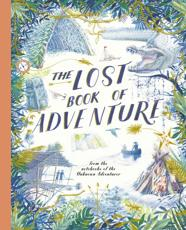 THE
LOST
BOOK OF
ADVENTURE
from the
notebooks of the
Unknown Adventurer